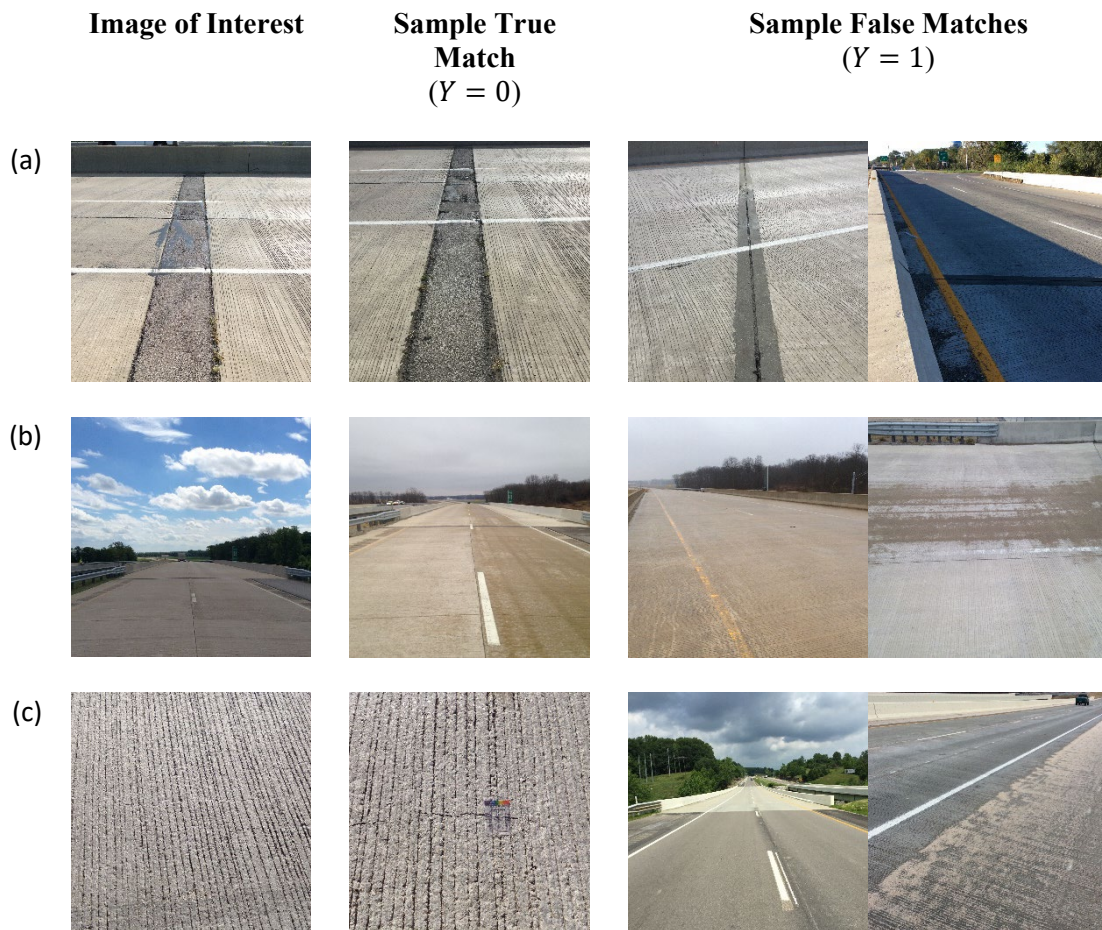 Image of Interest
Sample True
Match
(Y = 0)
Sample False Matches
(Y = 1)
(a)
(b)
(c)